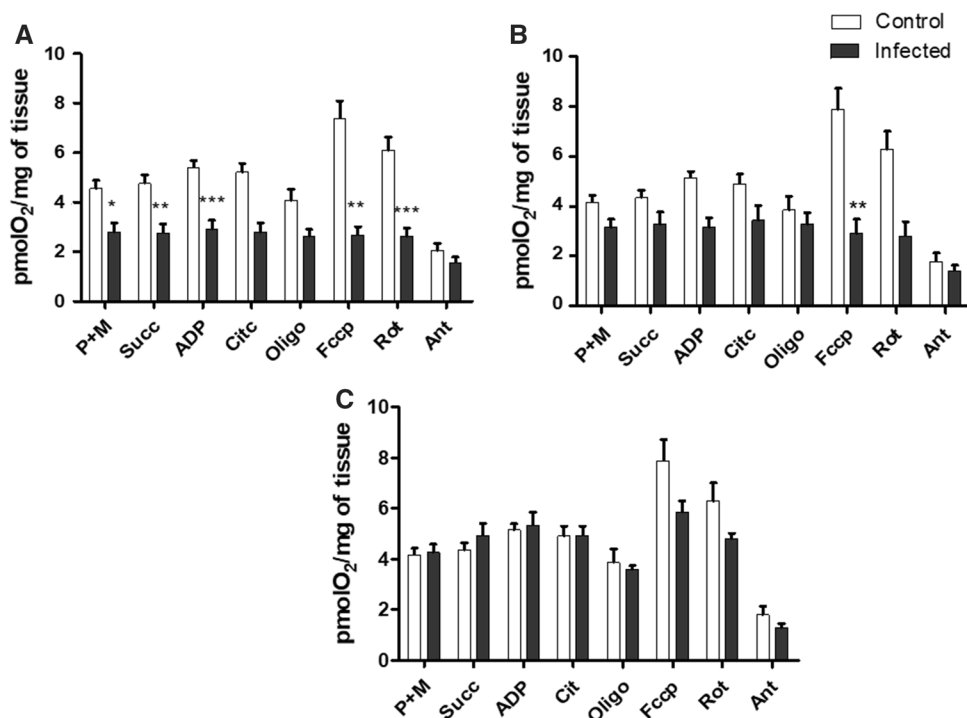 Control
Infected
A
pmolO2/mg of tissue
10
8
6
4
2
0
*
**
***
**
***
P+M
Succ
ADP
Citc
Oligo
Fccp
Rot
Ant
B
pmolO2/mg of tissue
10
8
6
4
2
0
**
P+M
Succ
ADP
Citc
Oligo
Fccp
Rot
Ant
C
pmolO2/mg of tissue
10
8
6
4
2
0
P+M
Succ
ADP
Cit
Oligo
Fccp
Rot
Ant